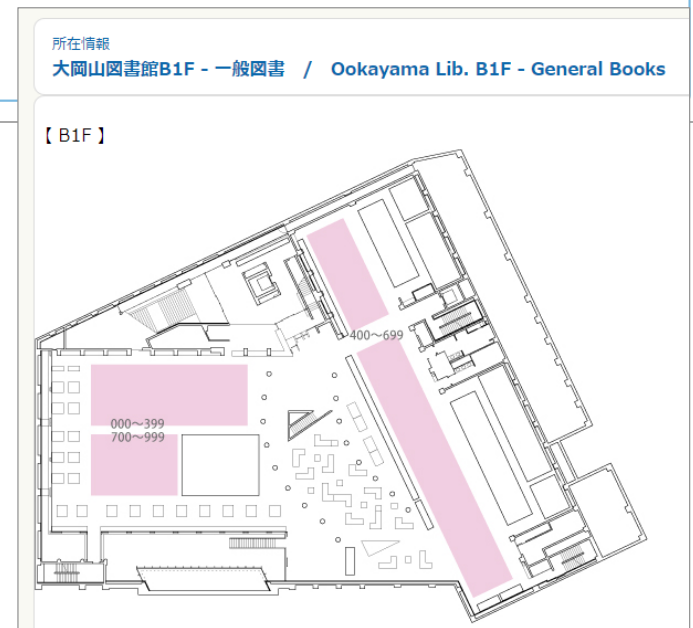 所在情報
大岡山図書館B1F - 一般図書 / Ookayama Lib. B1F - General Books
【 B1F 】
400～699
000～399
700～999